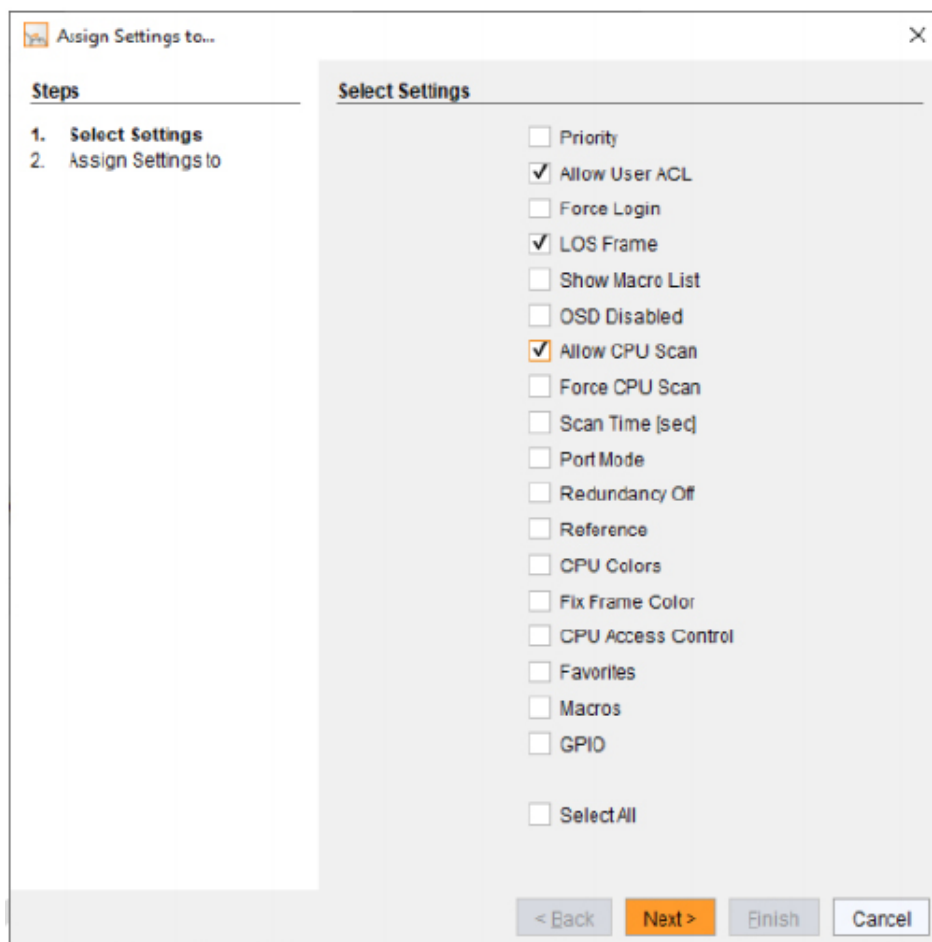 Assign Settings to...
Steps
1. Select Settings
2. Assign Settings to
Select Settings
Priority
Allow User ACL
Force Login
LOS Frame
Show Macro List
OSD Disabled
Allow CPU Scan
Force CPU Scan
Scan Time [sec]
Port Mode
Redundancy Off
Reference
CPU Colors
Fix Frame Color
CPU Access Control
Favorites
Macros
GPIO
Select All
< Back Next > Finish Cancel